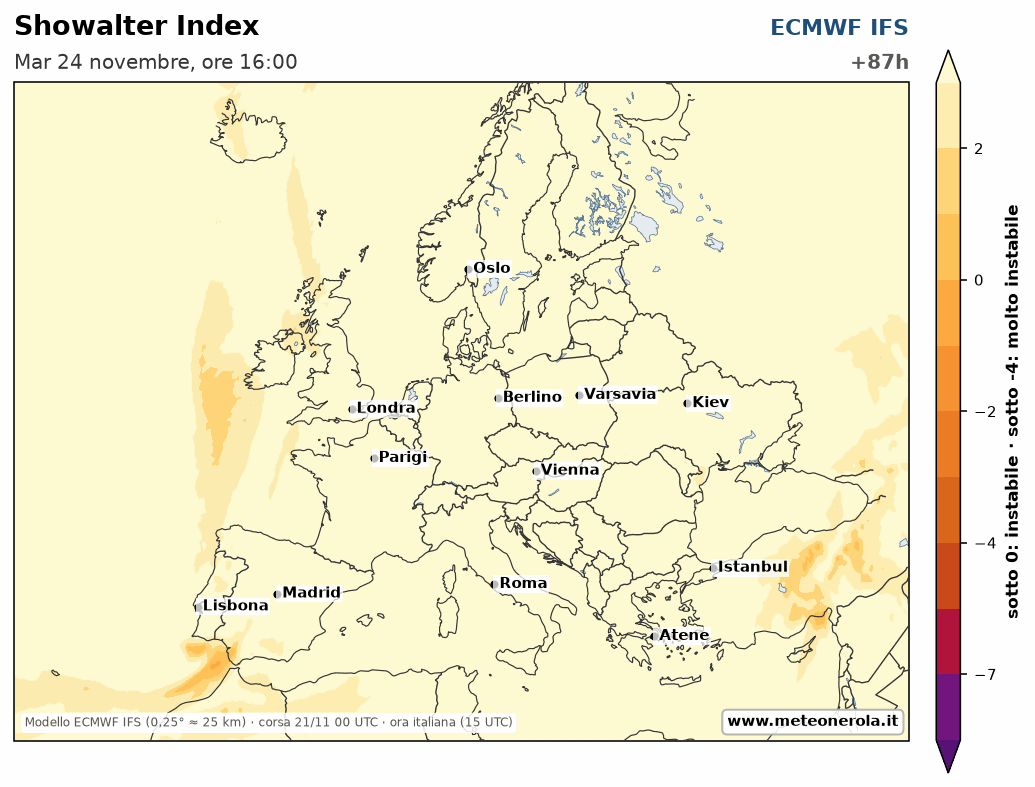 Showalter Index
ECMWF IFS
Mar 24 novembre, ore 16:00
+87h
Oslo
Berlino
Varsavia
Londra
Kiev
Parigi
Vienna
Istanbul
Roma
Madrid
Lisbona
Atene
2
0
−2
−4
−7
sotto 0: instabile · sotto -4: molto instabile
Modello ECMWF IFS (0,25° ≈ 25 km) · corsa 21/11 00 UTC · ora italiana (15 UTC)
www.meteonerola.it